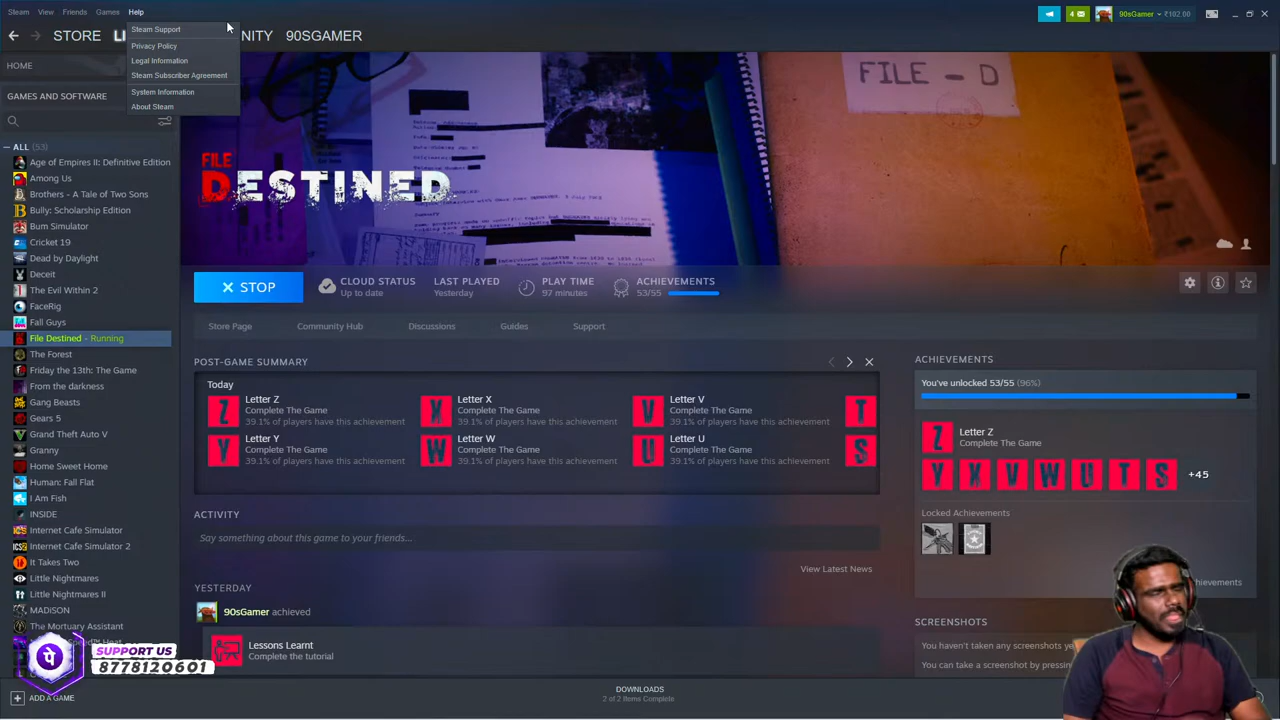 Steam View Friends Games Help
4 90sGamer ₹102.60
Steam Support
Privacy Policy
Legal Information
Steam Subscriber Agreement
System Information
About Steam
STORE NITY 90SGAMER
HOME
GAMES AND SOFTWARE
ALL (53)
Age of Empires II: Definitive Edition
Among Us
Brothers - A Tale of Two Sons
Bully: Scholarship Edition
Bum Simulator
Cricket 19
Dead by Daylight
Deceit
The Evil Within 2
FaceRig
Fall Guys
File Destined - Running
The Forest
Friday the 13th: The Game
From the darkness
Gang Beasts
Gears 5
Grand Theft Auto V
Granny
Home Sweet Home
Human: Fall Flat
I Am Fish
INSIDE
Internet Cafe Simulator
Internet Cafe Simulator 2
It Takes Two
Little Nightmares
Little Nightmares II
MADiSON
The Mortuary Assistant
SUPPORT US
8778120601
ADD A GAME
FILE - D
FILE
DESTINED
STOP
CLOUD STATUS
Up to date
LAST PLAYED
Yesterday
PLAY TIME
97 minutes
ACHIEVEMENTS
53/55
Store Page Community Hub Discussions Guides Support
POST-GAME SUMMARY
Today
Z Letter Z
Complete The Game
39.1% of players have this achievement
X Letter X
Complete The Game
39.1% of players have this achievement
V Letter V
Complete The Game
39.1% of players have this achievement
T
Y Letter Y
Complete The Game
39.1% of players have this achievement
W Letter W
Complete The Game
39.1% of players have this achievement
U Letter U
Complete The Game
39.1% of players have this achievement
S
ACTIVITY
Say something about this game to your friends...
View Latest News
YESTERDAY
90sGamer achieved
Lessons Learnt
Complete the tutorial
ACHIEVEMENTS
You've unlocked 53/55 (96%)
Z Letter Z
Complete The Game
Y X V W U T S +45
Locked Achievements
SCREENSHOTS
You haven't taken any screenshots
You can take a screenshot by
DOWNLOADS
2 of 2 Items Complete